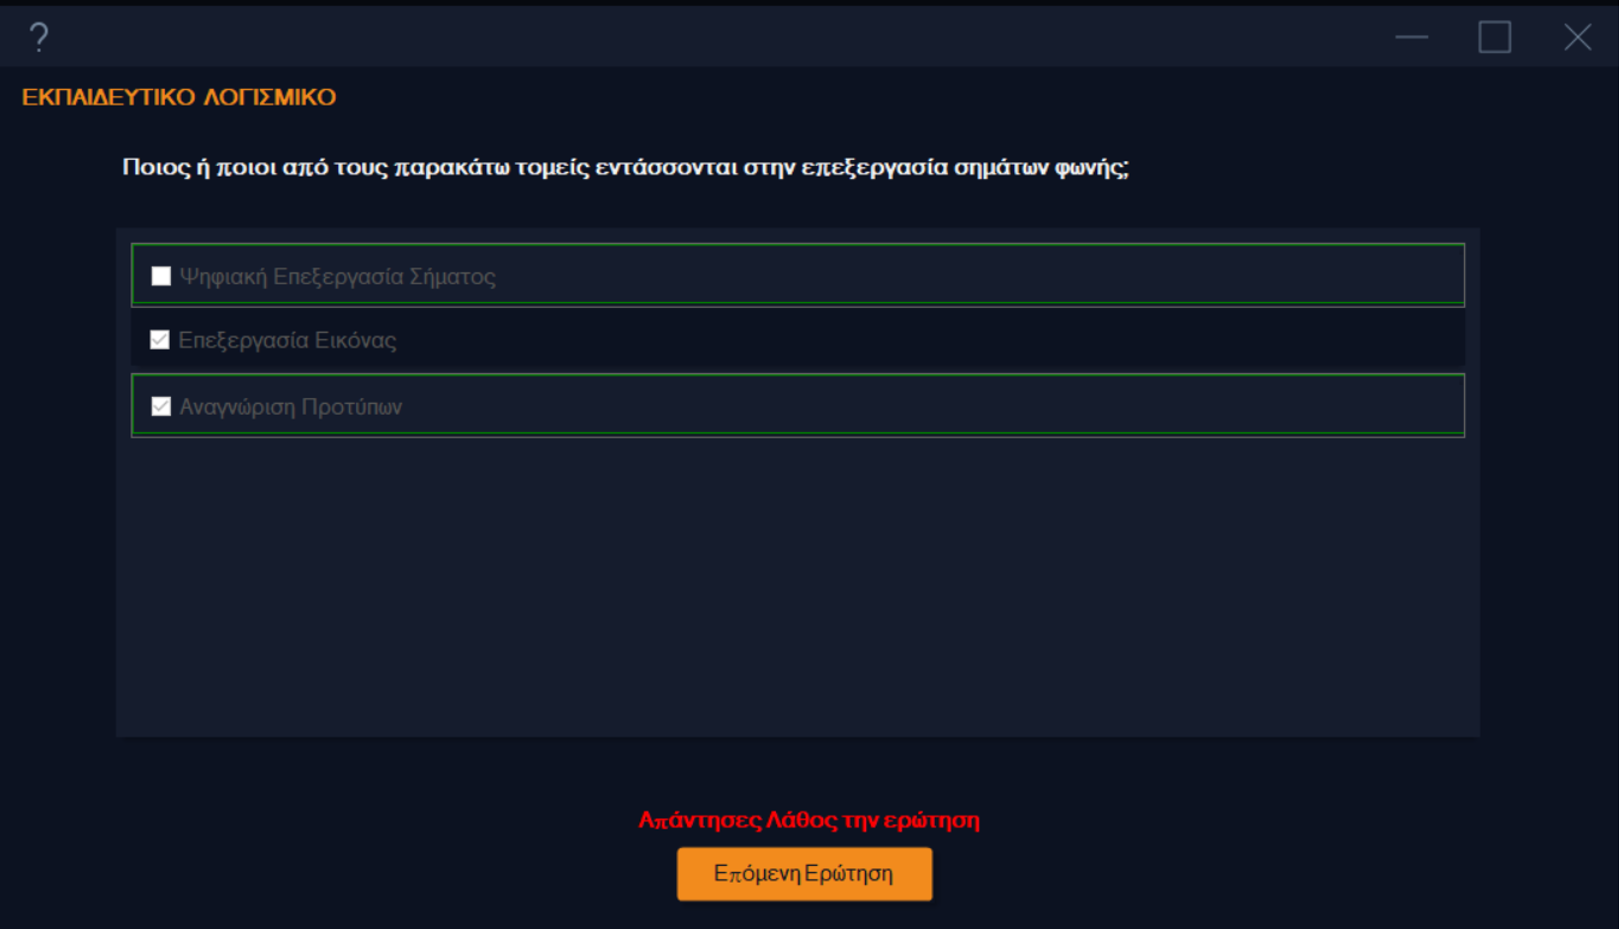 ?
ΕΚΠΑΙΔΕΥΤΙΚΟ ΛΟΓΙΣΜΙΚΟ
Ποιος ή ποιοι από τους παρακάτω τομείς εντάσσονται στην επεξεργασία σημάτων φωνής;
Ψηφιακή Επεξεργασία Σήματος
Επεξεργασία Εικόνας
Αναγνώριση Προτύπων
Απάντησες Λάθος την ερώτηση
Επόμενη Ερώτηση